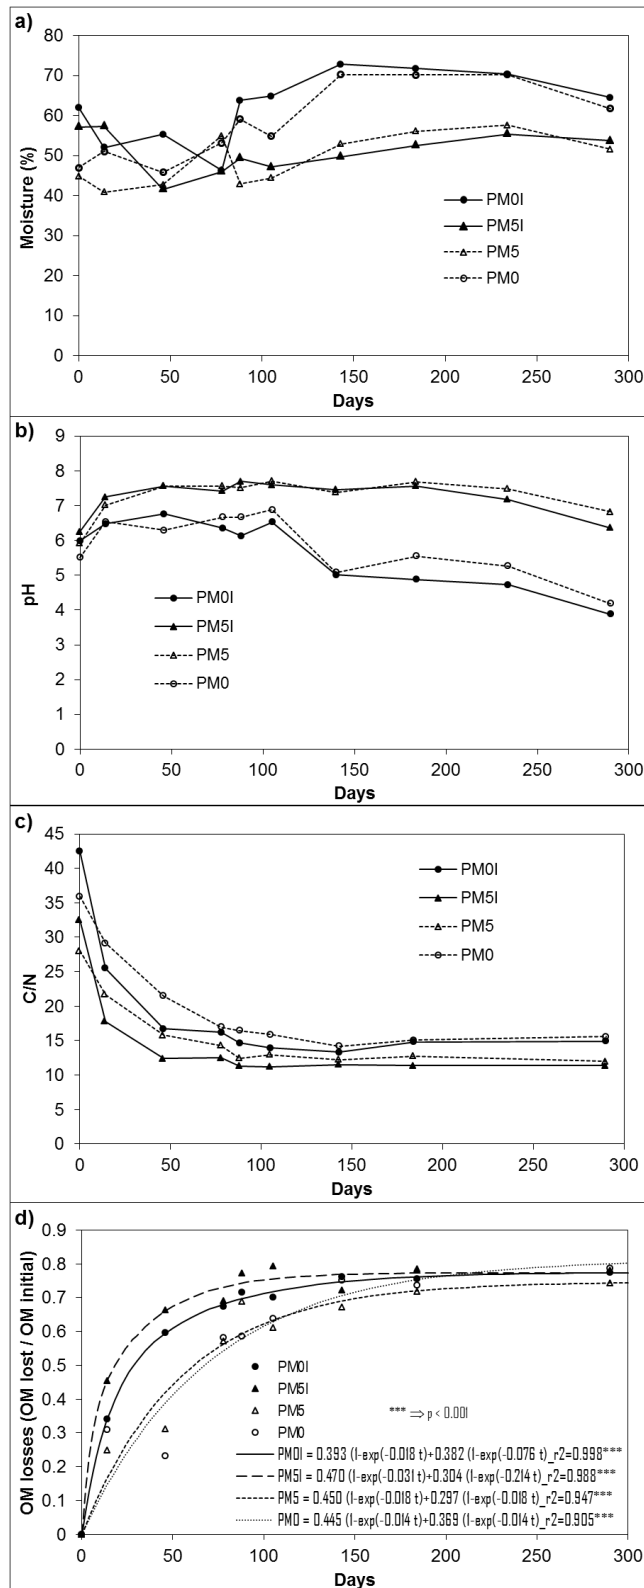 a)
80
70
60
50
40
30
20
10
0
Moisture (%)
PM0I
PM5I
PM5
PM0
0 50 100 150 200 250 300
Days
b)
9
8
7
6
5
4
3
2
1
0
pH
PM0I
PM5I
PM5
PM0
0 50 100 150 200 250 300
Days
c)
45
40
35
30
25
20
15
10
5
0
C/N
PM0I
PM5I
PM5
PM0
0 50 100 150 200 250 300
Days
d)
0.9
0.8
0.7
0.6
0.5
0.4
0.3
0.2
0.1
0
OM losses (OM lost / OM initial)
PM0I
PM5I
PM5
PM0
*** ⇒ p < 0.001
PM0I = 0.393 (1-exp(-0.018 t)+0.382 (1-exp(-0.076 t)_r2=0.998***
PM5I = 0.470 (1-exp(-0.031 t)+0.304 (1-exp(-0.214 t)_r2=0.988***
PM5 = 0.450 (1-exp(-0.018 t)+0.297 (1-exp(-0.018 t)_r2=0.947***
PM0 = 0.445 (1-exp(-0.014 t)+0.369 (1-exp(-0.014 t)_r2=0.905***
0 50 100 150 200 250 300
Days